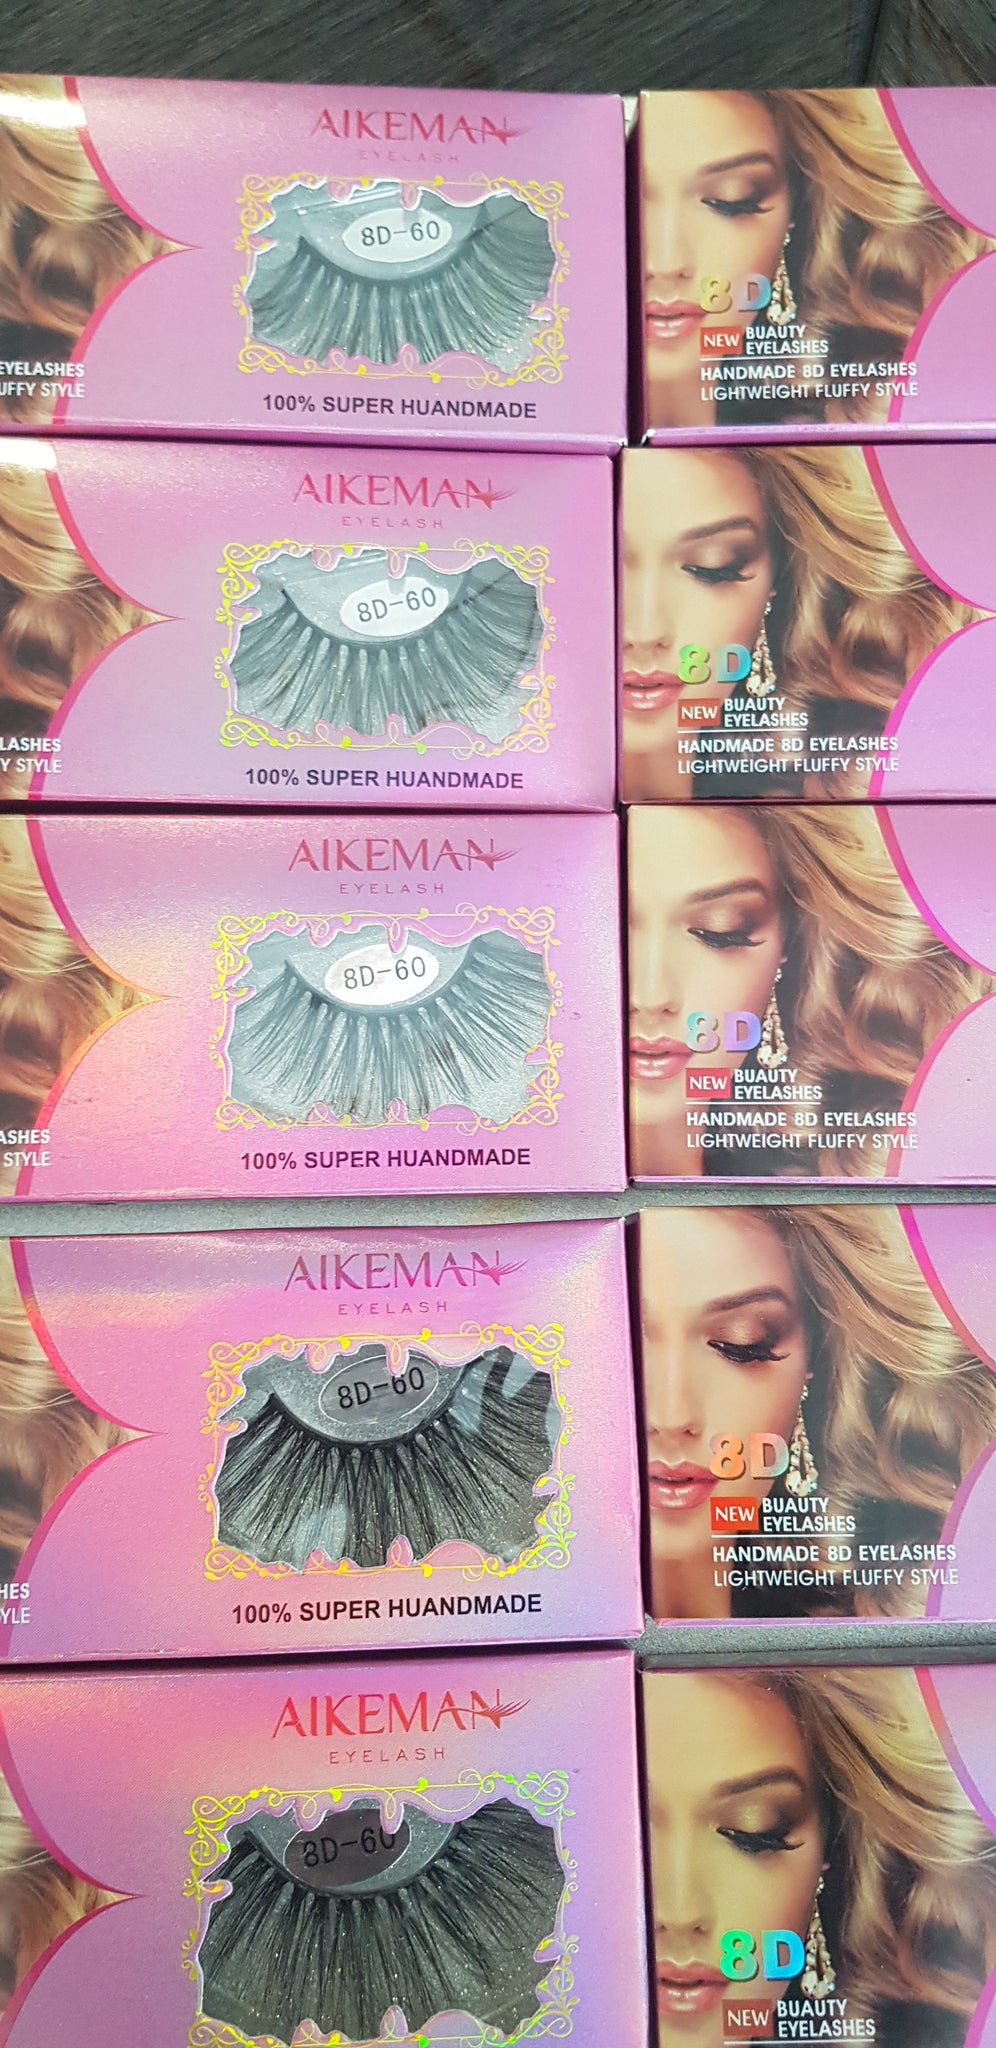 AIKEMAN
EYELASH
8D-60
100% SUPER HUANDMADE
EYELASHES
UFFY STYLE
8D
NEW BUAUTY
EYELASHES
HANDMADE 8D EYELASHES
LIGHTWEIGHT FLUFFY STYLE
AIKEMAN
EYELASH
8D-60
100% SUPER HUANDMADE
LASHES
Y STYLE
8D
NEW BUAUTY
EYELASHES
HANDMADE 8D EYELASHES
LIGHTWEIGHT FLUFFY STYLE
AIKEMAN
EYELASH
8D-60
100% SUPER HUANDMADE
ASHES
STYLE
8D
NEW BUAUTY
EYELASHES
HANDMADE 8D EYELASHES
LIGHTWEIGHT FLUFFY STYLE
AIKEMAN
EYELASH
8D-60
100% SUPER HUANDMADE
HES
YLE
8D
NEW BUAUTY
EYELASHES
HANDMADE 8D EYELASHES
LIGHTWEIGHT FLUFFY STYLE
AIKEMAN
EYELASH
8D-60
8D
NEW BUAUTY
EYELASHES